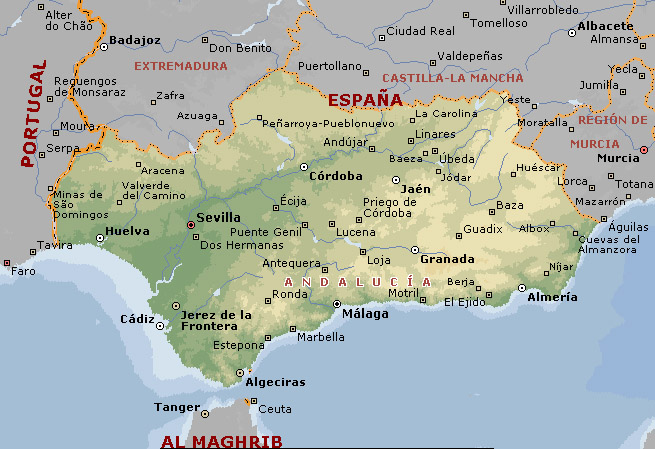 Alter
do Chão
Badajoz
Don Benito
Ciudad Real
Villarrobledo
Tomelloso
Albacete
Almansa
PORTUGAL
EXTREMADURA
Puertollano
Valdepeñas
CASTILLA-LA MANCHA
Yecla
Jumilla
Reguengos
de Monsaraz
Zafra
Azuaga
ESPAÑA
Yeste
REGIÓN DE
MURCIA
Moratalla
Moura
Serpa
Peñarroya-Pueblonuevo
La Carolina
Linares
Andújar
Baeza
Úbeda
Murcia
Aracena
Córdoba
Jaén
Jódar
Huéscar
Totana
Lorca
Mazarrón
Minas de
São
Domingos
Valverde
del Camino
Écija
Priego de
Córdoba
Baza
Sevilla
Huelva
Dos Hermanas
Puente Genil
Lucena
Guadix
Albox
Águilas
Cuevas del
Almanzora
Tavira
Faro
Antequera
Loja
Granada
Níjar
ANDALUCÍA
Ronda
Motril
Berja
El Ejido
Almería
Jerez de la
Frontera
Málaga
Cádiz
Marbella
Estepona
Algeciras
Tanger
Ceuta
AL MAGHRIB